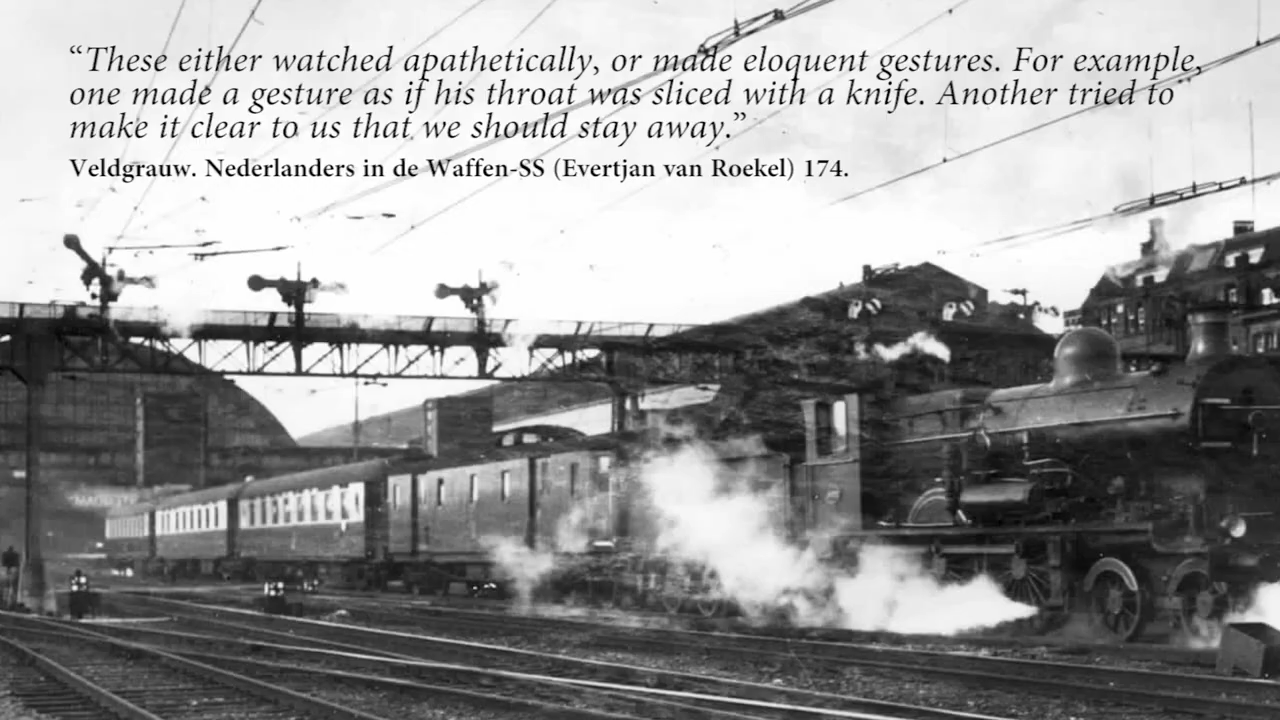 “These either watched apathetically, or made eloquent gestures. For example,
one made a gesture as if his throat was sliced with a knife. Another tried to
make it clear to us that we should stay away.”
Veldgrauw. Nederlanders in de Waffen-SS (Evertjan van Roekel) 174.